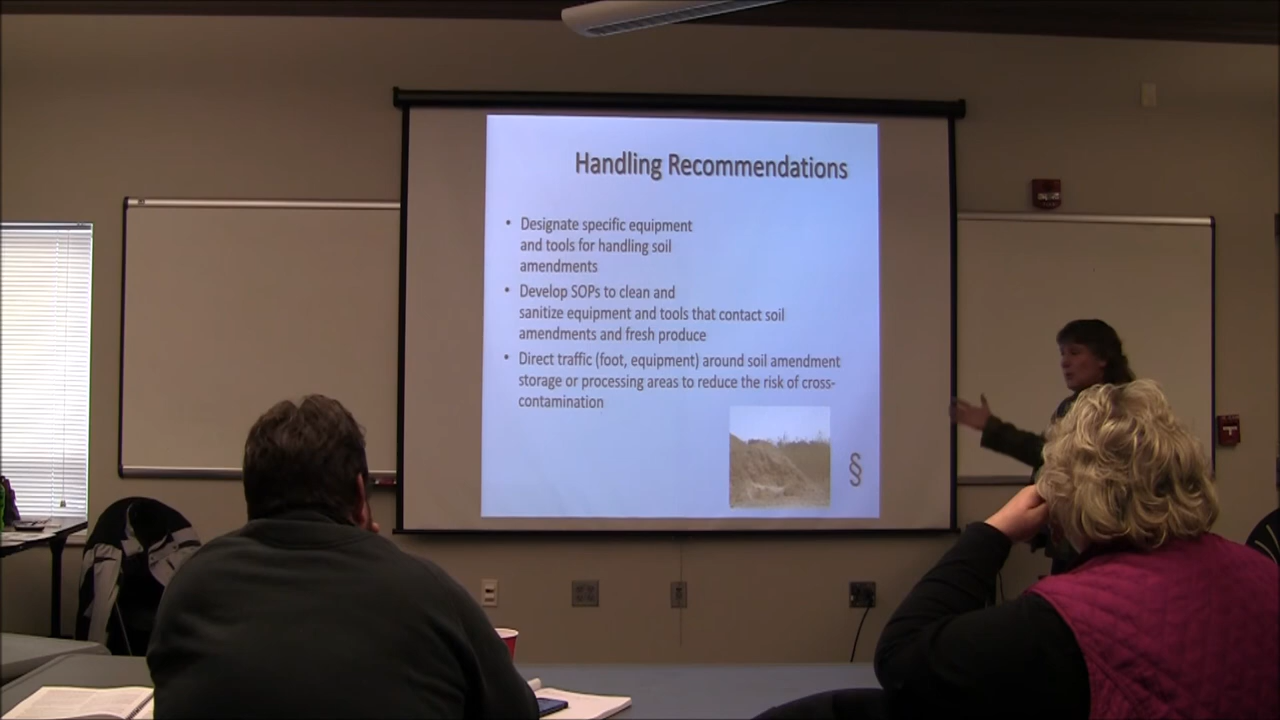 Handling Recommendations
• Designate specific equipment
and tools for handling soil
amendments
• Develop SOPs to clean and
sanitize equipment and tools that contact soil
amendments and fresh produce
• Direct traffic (foot, equipment) around soil amendment
storage or processing areas to reduce the risk of cross-
contamination
§